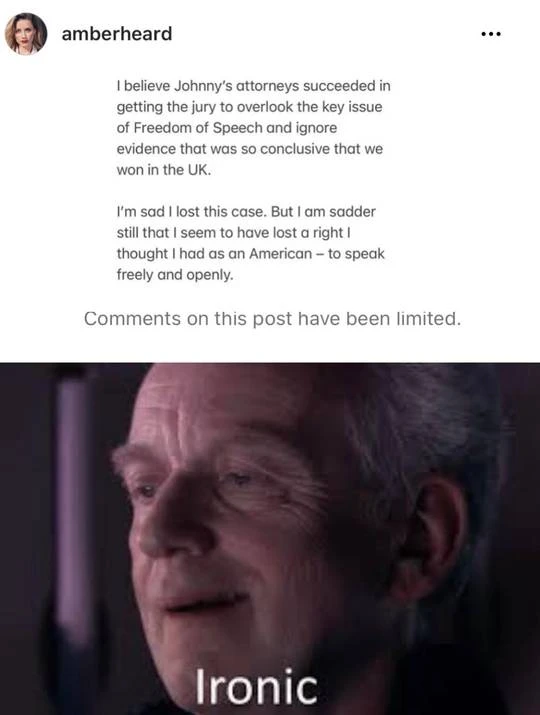 amberheard
I believe Johnny's attorneys succeeded in
getting the jury to overlook the key issue
of Freedom of Speech and ignore
evidence that was so conclusive that we
won in the UK.
I'm sad I lost this case. But I am sadder
still that I seem to have lost a right I
thought I had as an American – to speak
freely and openly.
Comments on this post have been limited.
Ironic